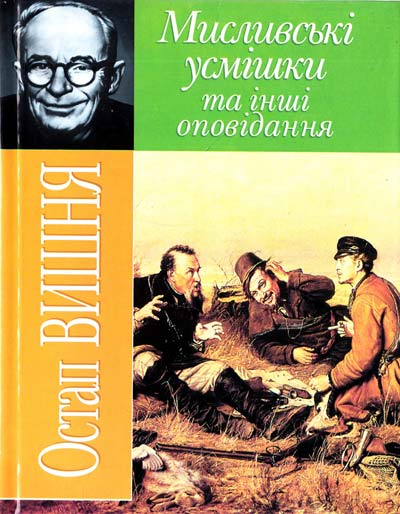 Мисливські
усмішки
та інші
оповідання
Остап ВИШНЯ